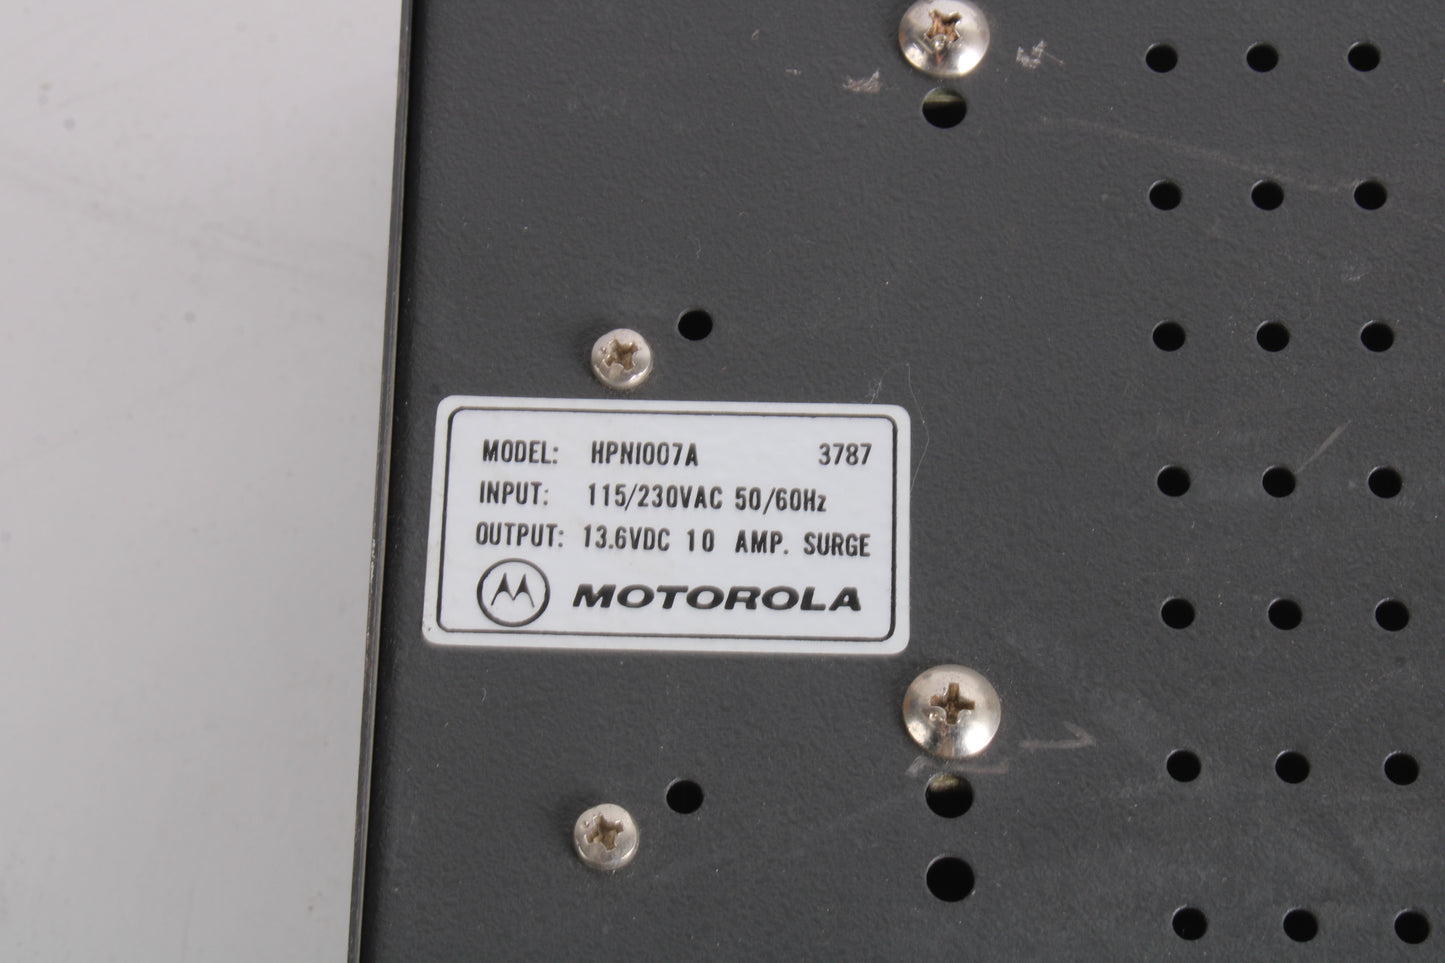 MODEL: HPN1007A 3787
INPUT: 115/230VAC 50/60Hz
OUTPUT: 13.6VDC 10 AMP. SURGE
MOTOROLA